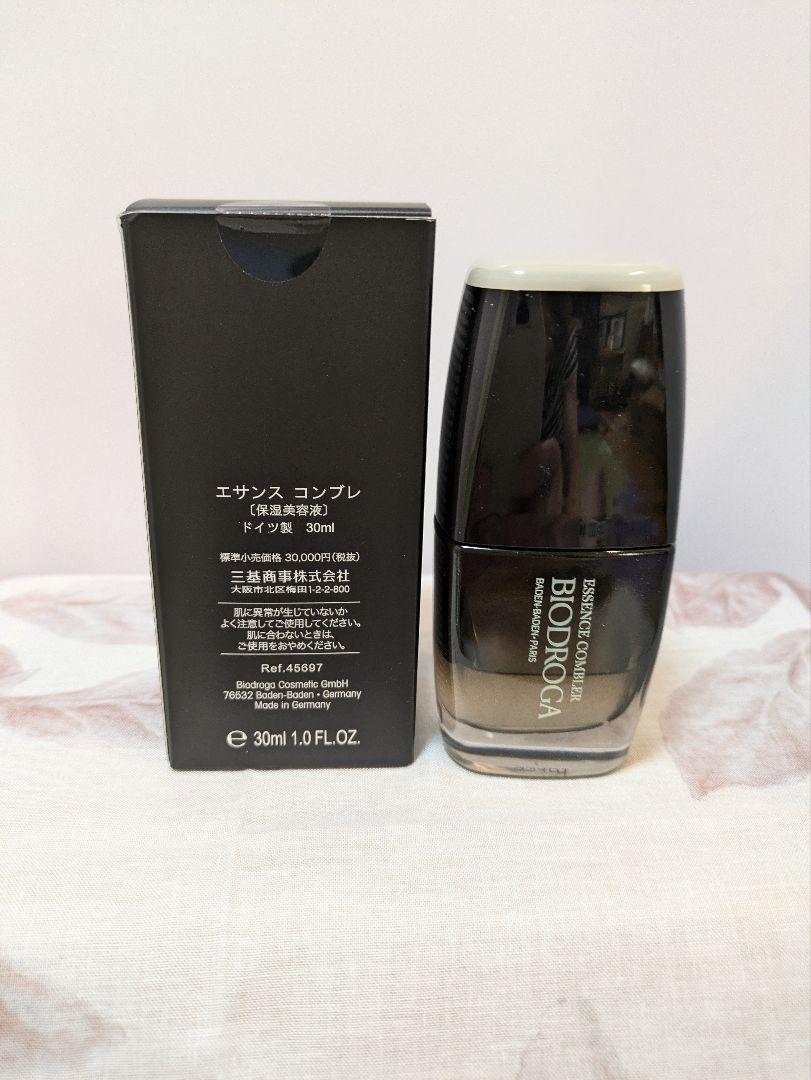 エサンス コンブレ
〔保湿美容液〕
ドイツ製 30ml
標準小売価格 30,000円(税抜)
三基商事株式会社
大阪市北区梅田1-2-2-800
肌に異常が生じていないか
よく注意してご使用してください。
肌に合わないときは、
ご使用をおやめください。
Ref.45697
Biodroga Cosmetic GmbH
76532 Baden-Baden • Germany
Made in Germany
℮ 30ml 1.0 FL.OZ.
ESSENCE COMBLER
BIODROGA
BADEN-BADEN•PARIS